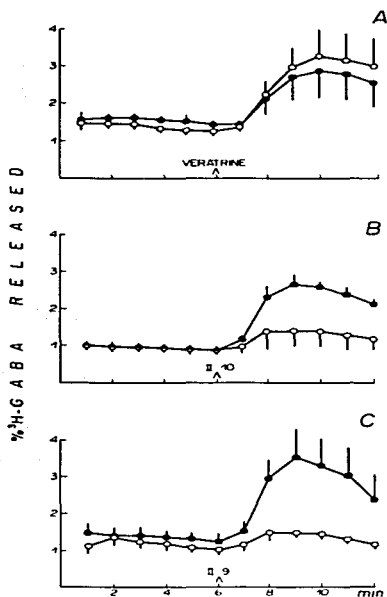 A
4
3
2
1
VERATRINE
^
B
4
3
2
1
II 10
^
C
4
3
2
1
II 9
^
2 4 6 8 10 min
%³H-GABA RELEASED